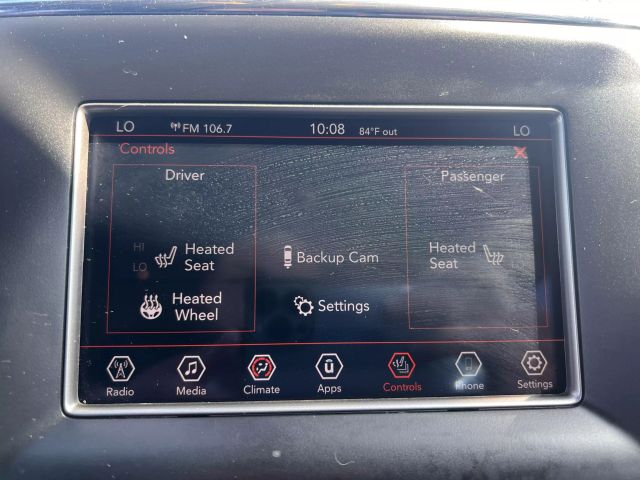 LO FM 106.7 10:08 84°F out LO
Controls
Driver
Passenger
HI
LO
Heated
Seat
Backup Cam
Heated
Seat
Heated
Wheel
Settings
Radio
Media
Climate
Apps
Controls
Phone
Settings